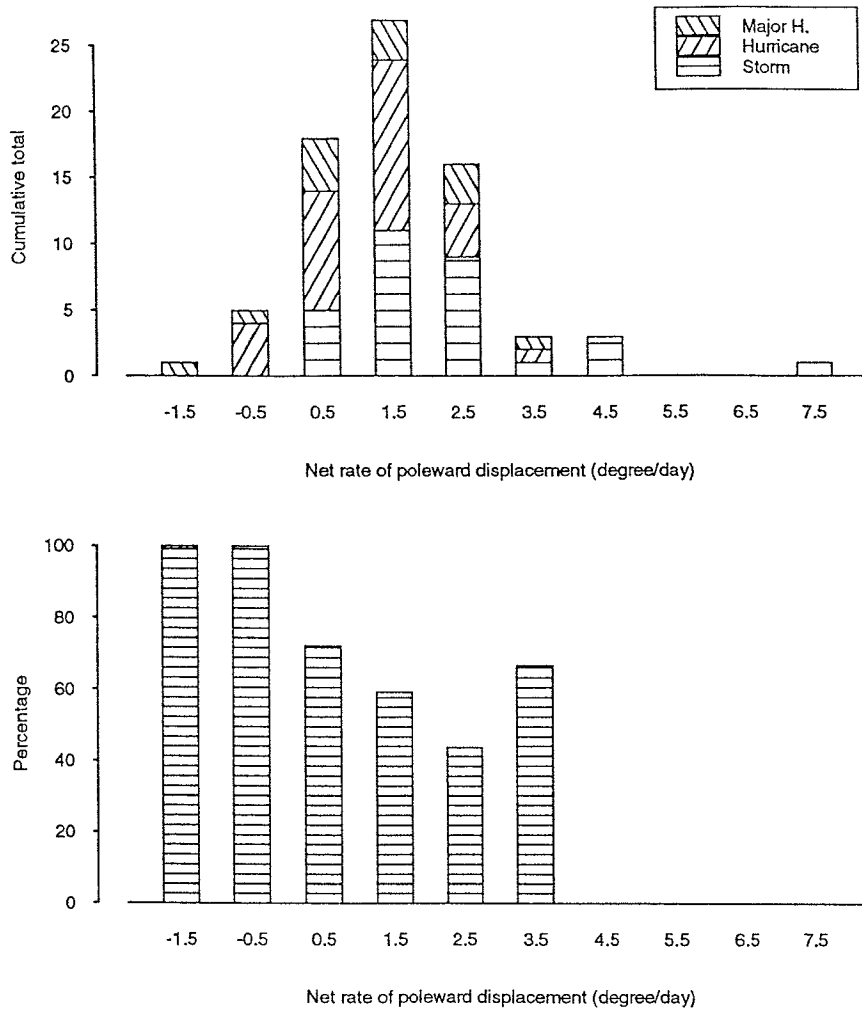 Major H.
Hurricane
Storm
Cumulative total
25
20
15
10
5
0
-1.5 -0.5 0.5 1.5 2.5 3.5 4.5 5.5 6.5 7.5
Net rate of poleward displacement (degree/day)
Percentage
100
80
60
40
20
0
-1.5 -0.5 0.5 1.5 2.5 3.5 4.5 5.5 6.5 7.5
Net rate of poleward displacement (degree/day)